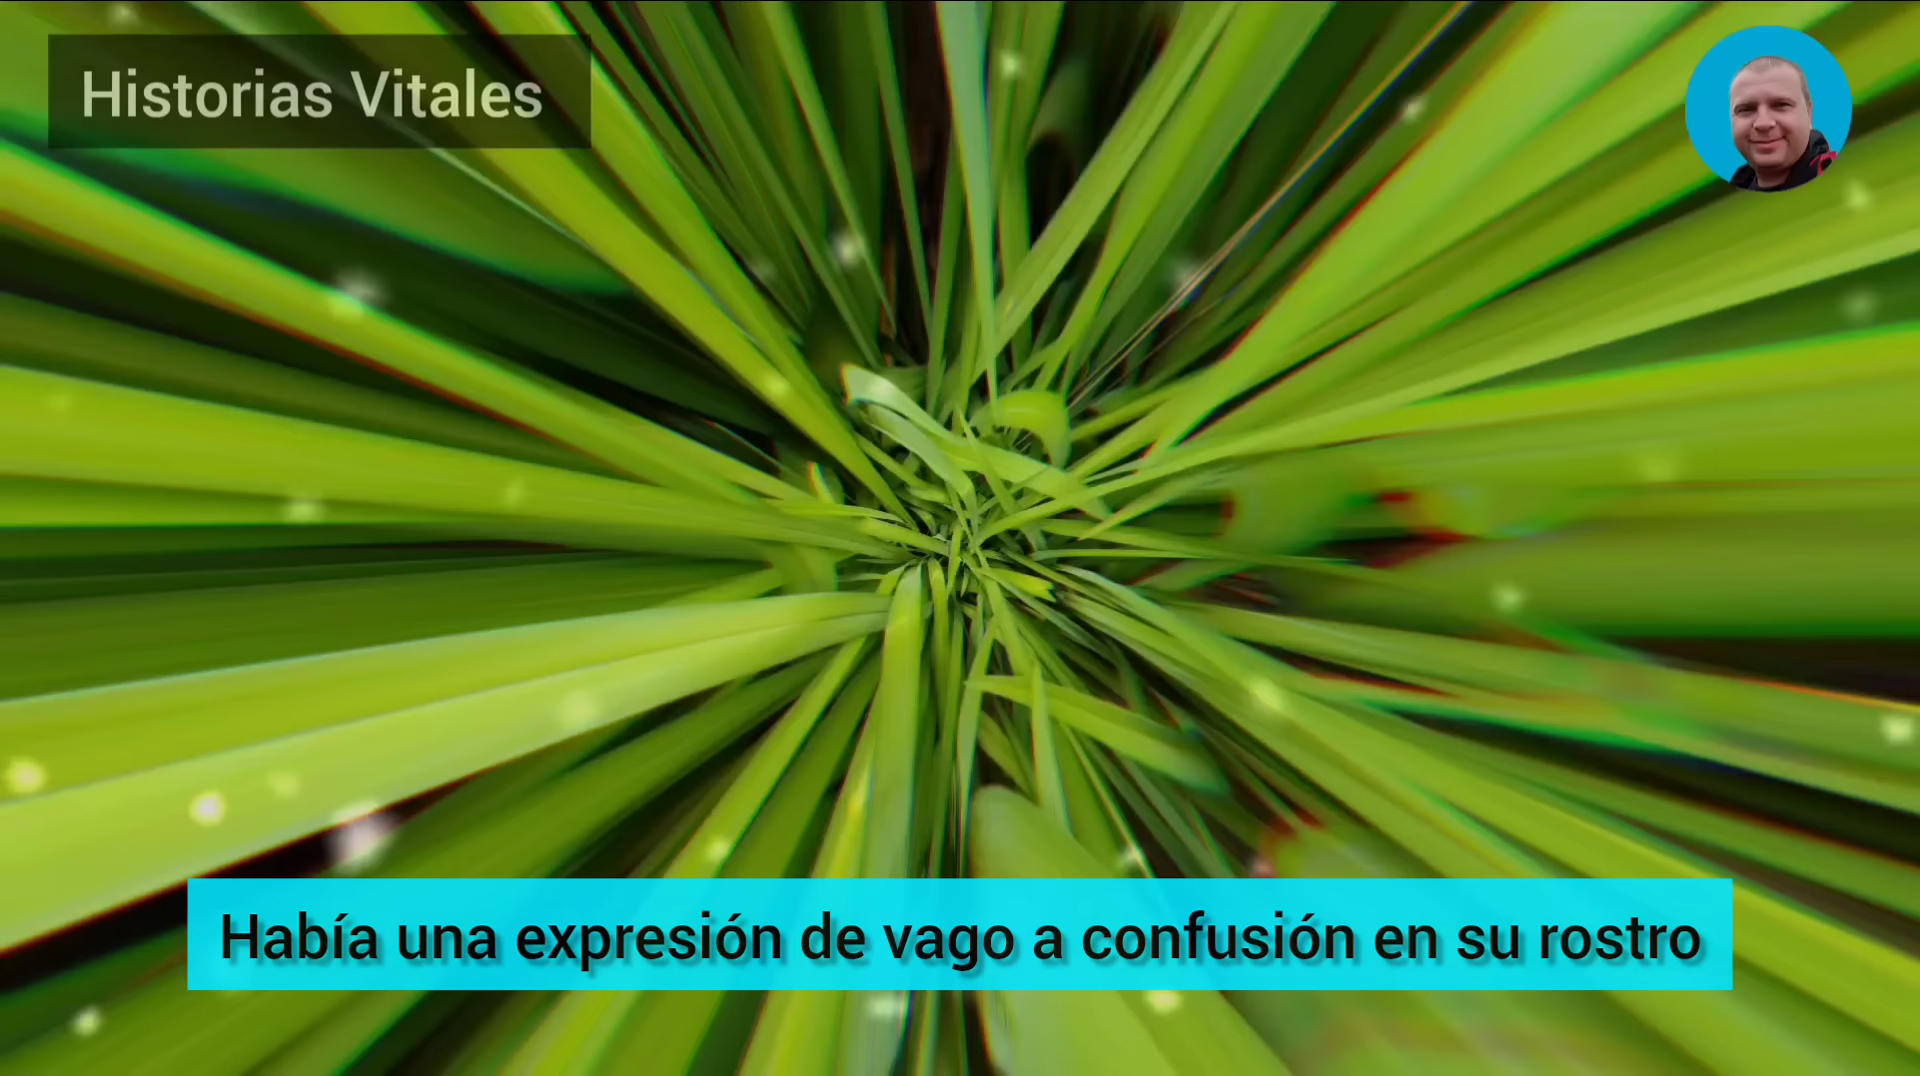 Historias Vitales
Había una expresión de vago a confusión en su rostro